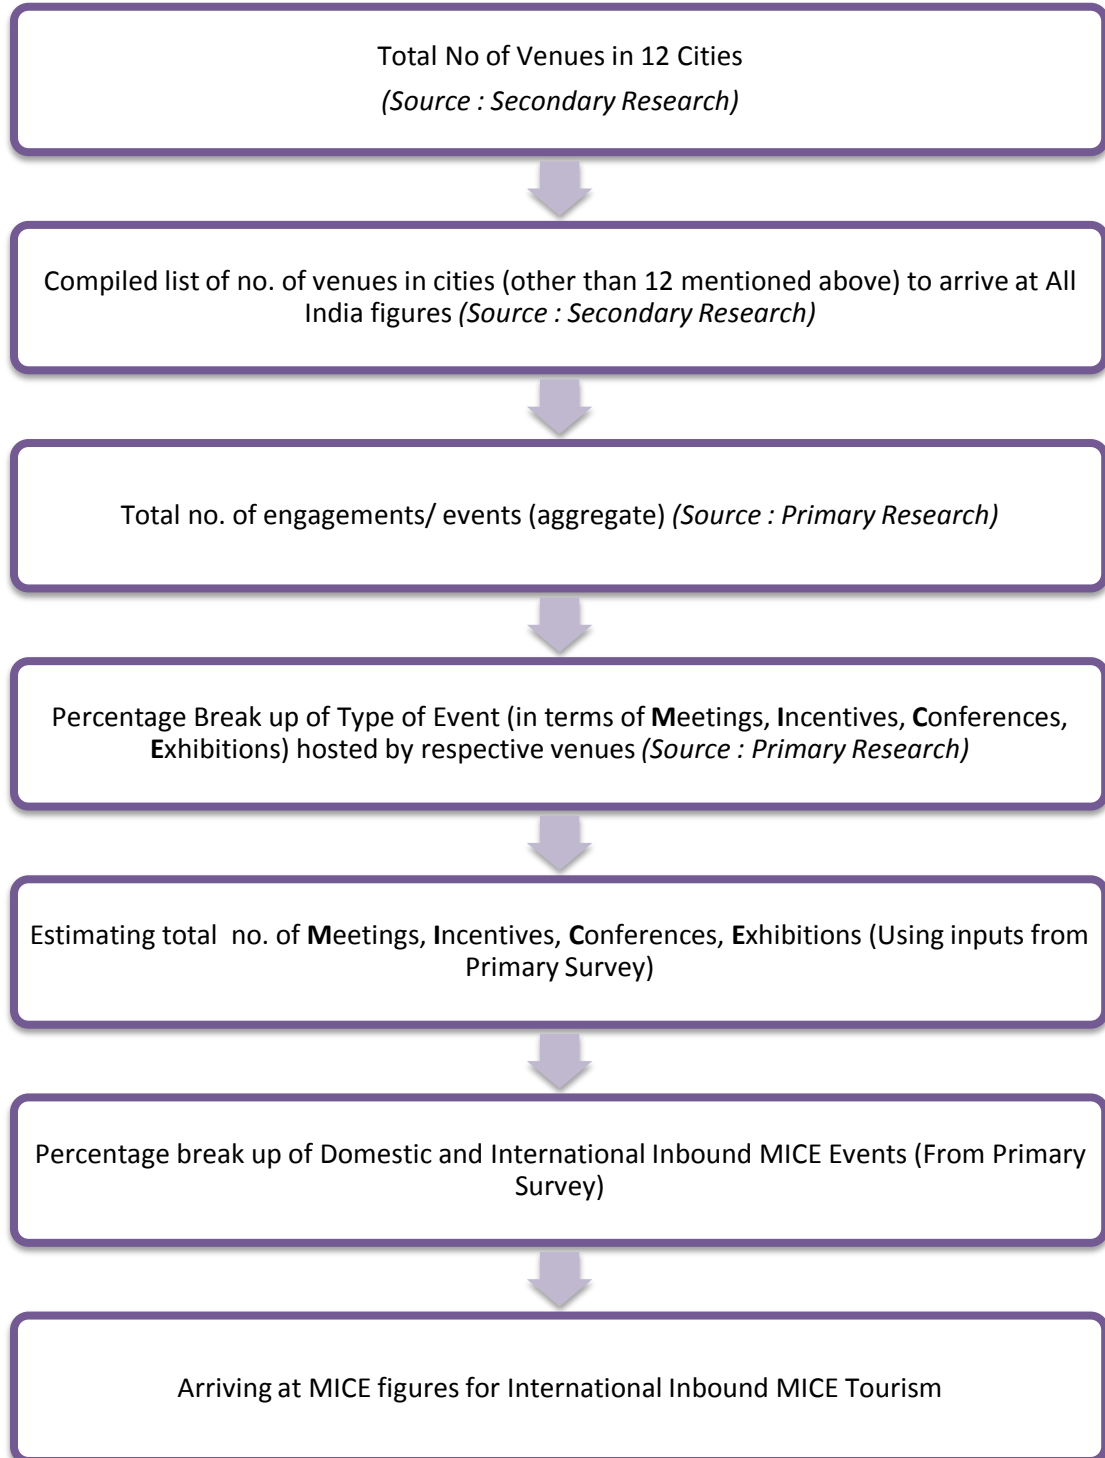 Total No of Venues in 12 Cities
(Source : Secondary Research)
Compiled list of no. of venues in cities (other than 12 mentioned above) to arrive at All
India figures (Source : Secondary Research)
Total no. of engagements/ events (aggregate) (Source : Primary Research)
Percentage Break up of Type of Event (in terms of Meetings, Incentives, Conferences,
Exhibitions) hosted by respective venues (Source : Primary Research)
Estimating total  no. of Meetings, Incentives, Conferences, Exhibitions (Using inputs from
Primary Survey)
Percentage break up of Domestic and International Inbound MICE Events (From Primary
Survey)
Arriving at MICE figures for International Inbound MICE Tourism